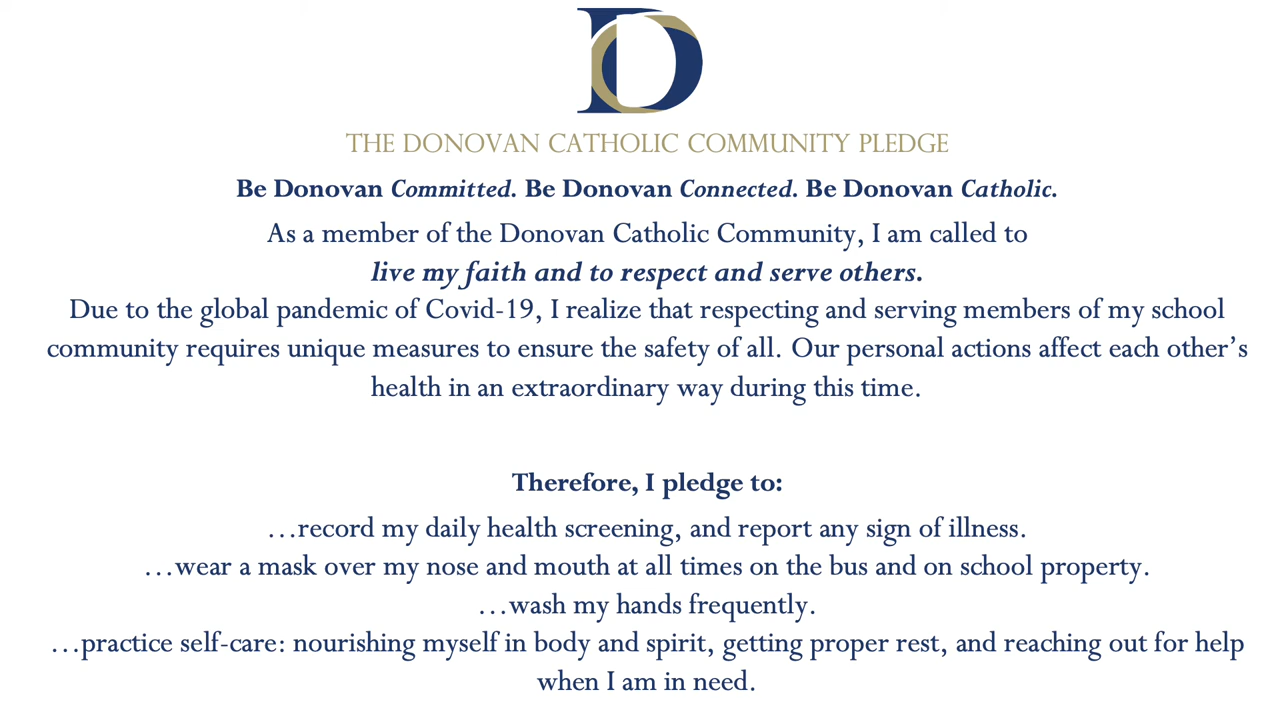 THE DONOVAN CATHOLIC COMMUNITY PLEDGE
Be Donovan Committed. Be Donovan Connected. Be Donovan Catholic.
As a member of the Donovan Catholic Community, I am called to
live my faith and to respect and serve others.
Due to the global pandemic of Covid-19, I realize that respecting and serving members of my school
community requires unique measures to ensure the safety of all. Our personal actions affect each other’s
health in an extraordinary way during this time.
Therefore, I pledge to:
…record my daily health screening, and report any sign of illness.
…wear a mask over my nose and mouth at all times on the bus and on school property.
…wash my hands frequently.
…practice self-care: nourishing myself in body and spirit, getting proper rest, and reaching out for help
when I am in need.